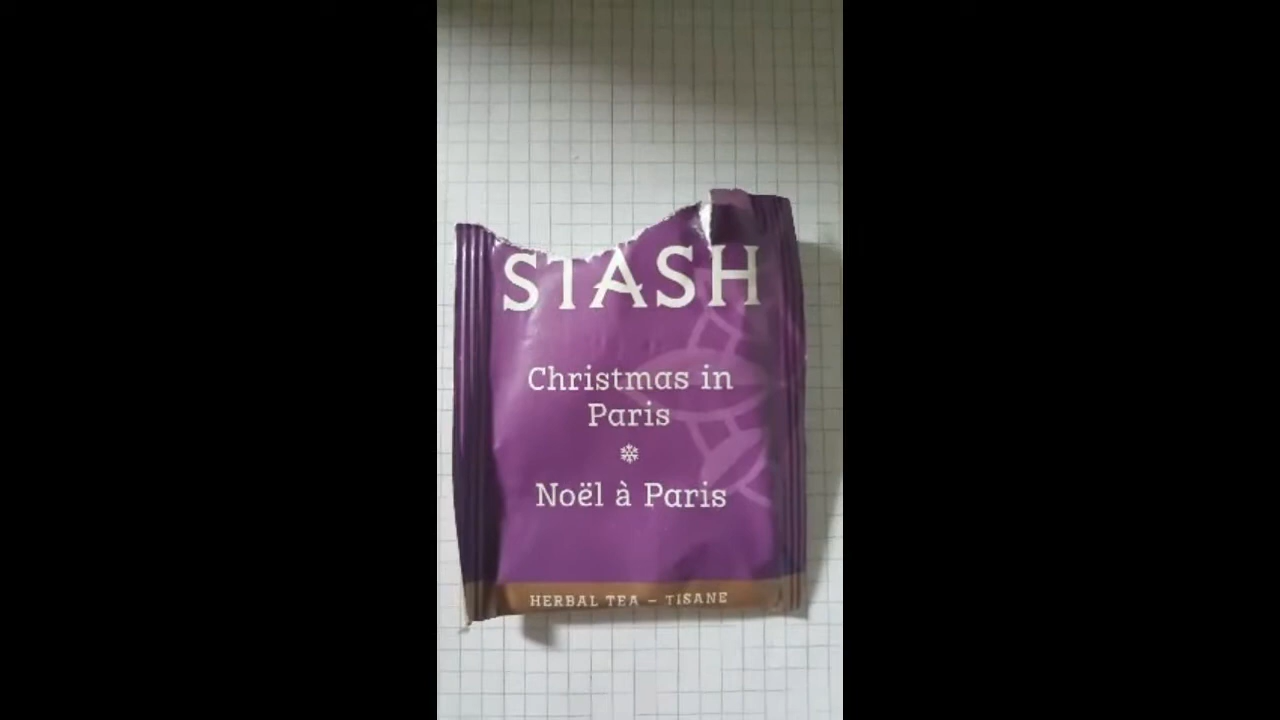 STASH
Christmas in
Paris
Noël à Paris
HERBAL TEA – TISANE